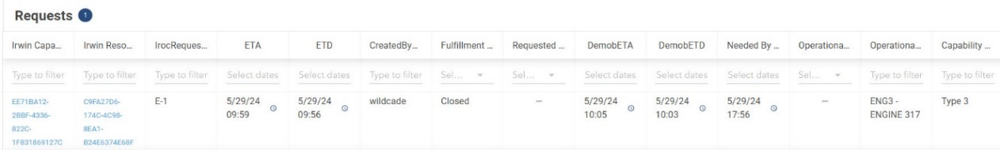 Requests 1
Irwin Capa... Irwin Reso... IrocReques... ETA ETD CreatedBy... Fulfillment ... Requested ... DemobETA DemobETD Needed By ... Operationa... Operationa... Capability ...
Type to filter Type to filter Type to filter Select dates Select dates Type to filter Sel... Sel... Select dates Select dates Select dates Sel... Type to filter Type to filter
EE71BA12- C9FA27D6- E-1 5/29/24 5/29/24 wildcade Closed — 5/29/24 5/29/24 5/29/24 — ENG3 - Type 3
2B8F-4336- 174C-4C98- 09:59 09:56 10:05 10:03 17:56 ENGINE 317
822C- 8EA1-
1F831869127C B24E6374E68F